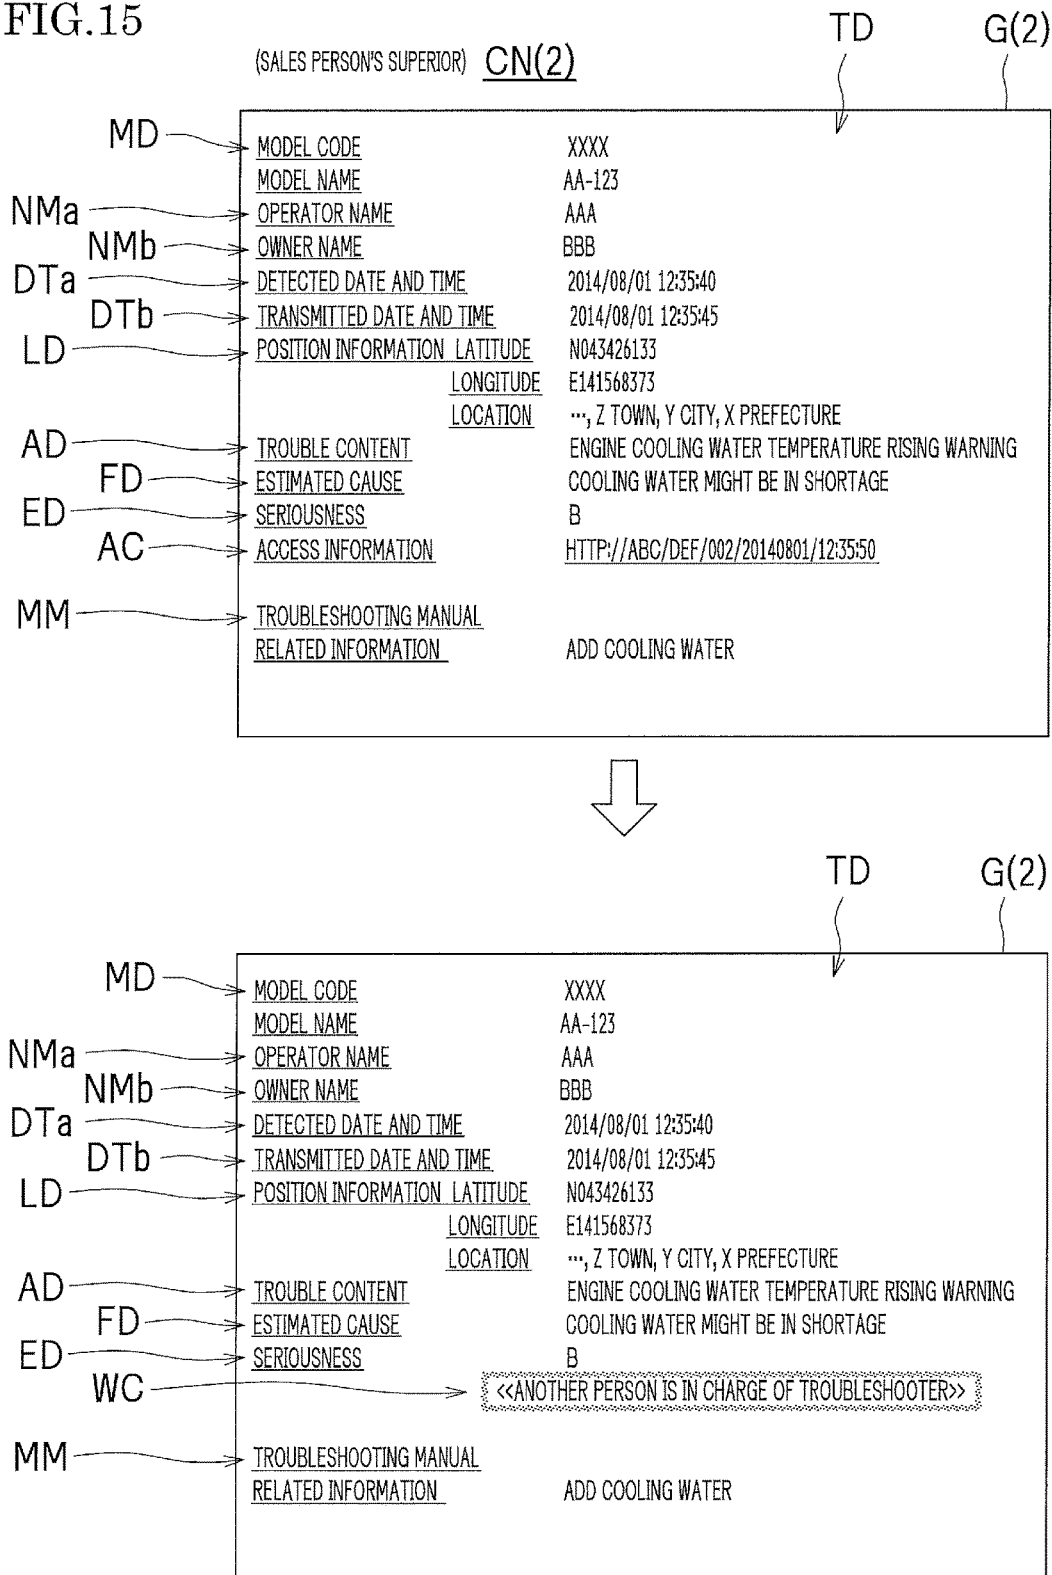 FIG.15
(SALES PERSON'S SUPERIOR) CN(2) TD G(2)
MD MODEL CODE XXXX
MODEL NAME AA-123
NMa OPERATOR NAME AAA
NMb OWNER NAME BBB
DTa DETECTED DATE AND TIME 2014/08/01 12:35:40
DTb TRANSMITTED DATE AND TIME 2014/08/01 12:35:45
LD POSITION INFORMATION LATITUDE N043426133
LONGITUDE E141568373
LOCATION ···, Z TOWN, Y CITY, X PREFECTURE
AD TROUBLE CONTENT ENGINE COOLING WATER TEMPERATURE RISING WARNING
FD ESTIMATED CAUSE COOLING WATER MIGHT BE IN SHORTAGE
ED SERIOUSNESS B
AC ACCESS INFORMATION HTTP://ABC/DEF/002/20140801/12:35:50
MM TROUBLESHOOTING MANUAL
RELATED INFORMATION ADD COOLING WATER
TD G(2)
MD MODEL CODE XXXX
MODEL NAME AA-123
NMa OPERATOR NAME AAA
NMb OWNER NAME BBB
DTa DETECTED DATE AND TIME 2014/08/01 12:35:40
DTb TRANSMITTED DATE AND TIME 2014/08/01 12:35:45
LD POSITION INFORMATION LATITUDE N043426133
LONGITUDE E141568373
LOCATION ···, Z TOWN, Y CITY, X PREFECTURE
AD TROUBLE CONTENT ENGINE COOLING WATER TEMPERATURE RISING WARNING
FD ESTIMATED CAUSE COOLING WATER MIGHT BE IN SHORTAGE
ED SERIOUSNESS B
WC <<ANOTHER PERSON IS IN CHARGE OF TROUBLESHOOTER>>
MM TROUBLESHOOTING MANUAL
RELATED INFORMATION ADD COOLING WATER